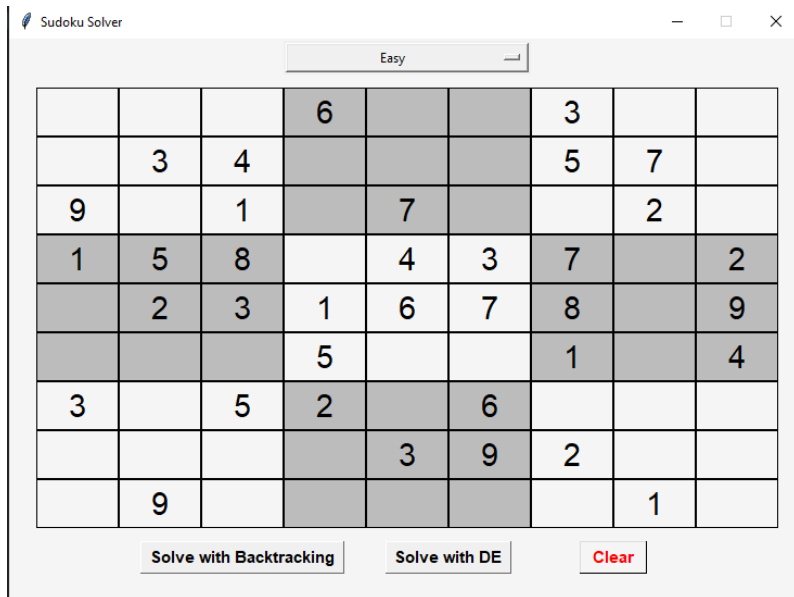 Sudoku Solver
Easy
6 3
3 4 5 7
9 1 7 2
1 5 8 4 3 7 2
2 3 1 6 7 8 9
5 1 4
3 5 2 6
3 9 2
9 1
Solve with Backtracking Solve with DE Clear